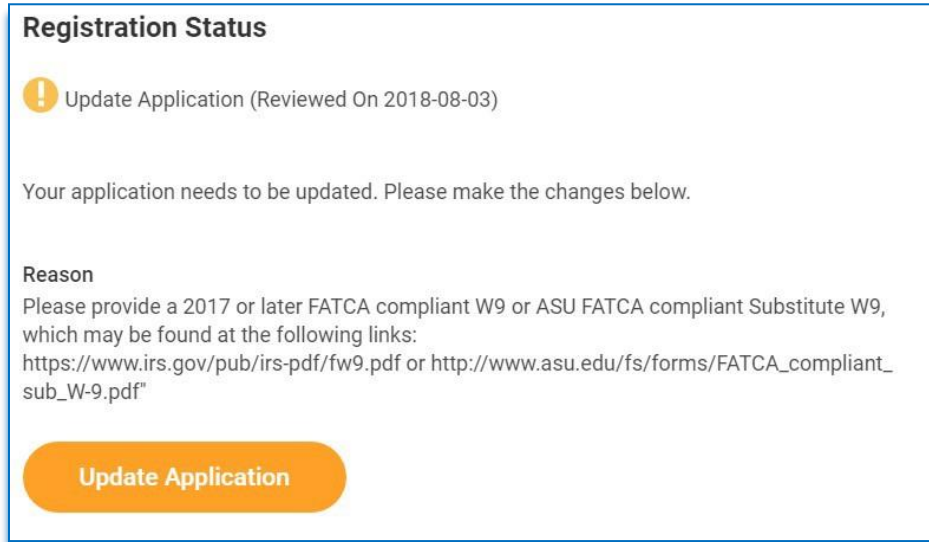 Registration Status
Update Application (Reviewed On 2018-08-03)
Your application needs to be updated. Please make the changes below.
Reason
Please provide a 2017 or later FATCA compliant W9 or ASU FATCA compliant Substitute W9,
which may be found at the following links:
https://www.irs.gov/pub/irs-pdf/fw9.pdf or http://www.asu.edu/fs/forms/FATCA_compliant_
sub_W-9.pdf"
Update Application